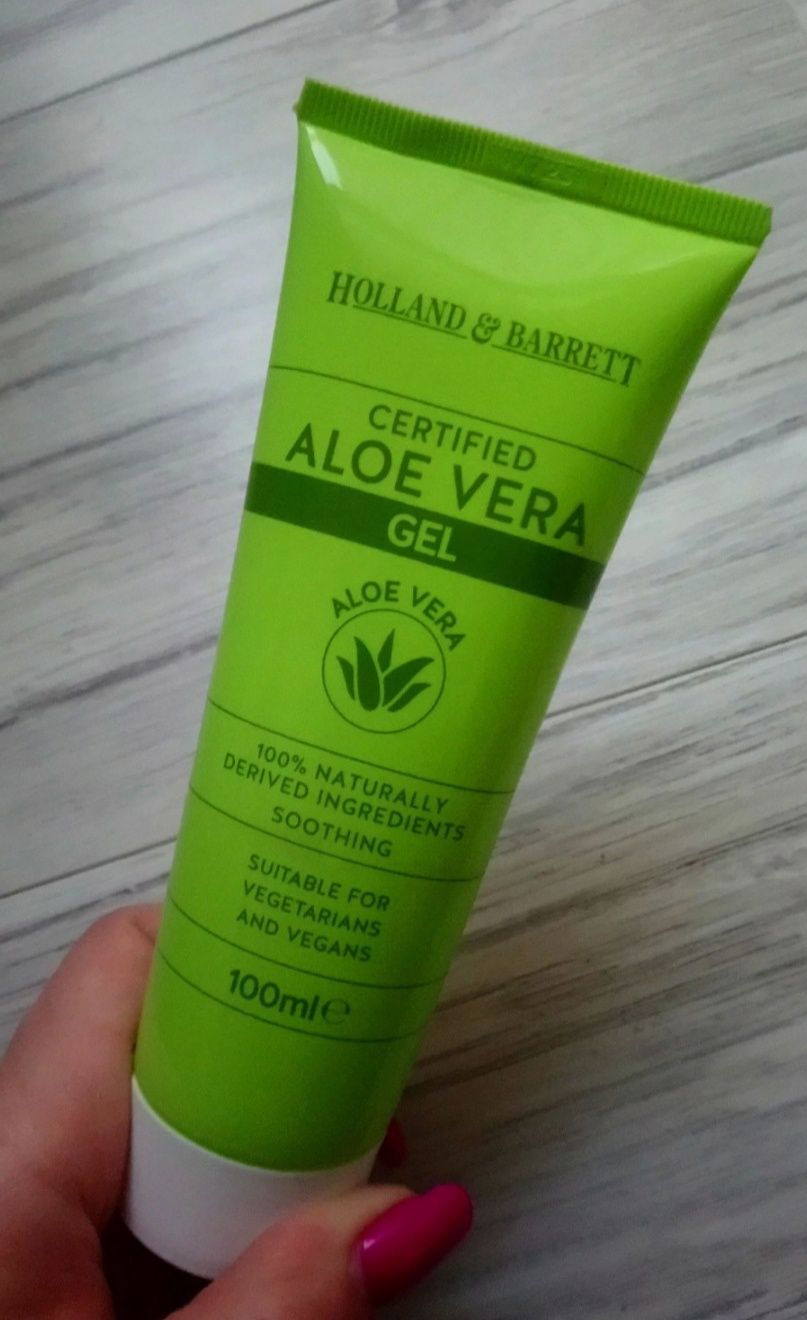 HOLLAND & BARRETT
CERTIFIED
ALOE VERA
GEL
ALOE VERA
100% NATURALLY
DERIVED INGREDIENTS
SOOTHING
SUITABLE FOR
VEGETARIANS
AND VEGANS
100ml℮